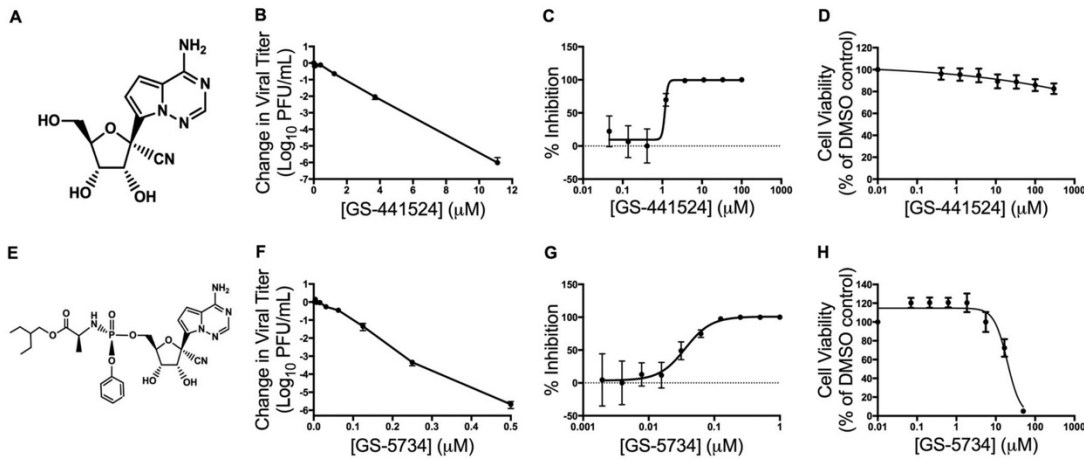 A
NH₂
N
N
N
HO
O
CN
OH
HO
B
Change in Viral Titer
(Log₁₀ PFU/mL)
1
0
-1
-2
-3
-4
-5
-6
0 2 4 6 8 10 12
[GS-441524] (μM)
C
% Inhibition
150
100
50
0
-50
0.01 0.1 1 10 100 1000
[GS-441524] (μM)
D
Cell Viability
(% of DMSO control)
140
120
100
80
60
40
20
0
0.01 0.1 1 10 100 1000
[GS-441524] (μM)
E
NH₂
N
N
N
O
H
N
O
P
O
O
O
O
CN
HO
OH
F
Change in Viral Titer
(Log₁₀ PFU/mL)
1
0
-1
-2
-3
-4
-5
-6
0.0 0.1 0.2 0.3 0.4 0.5
[GS-5734] (μM)
G
% Inhibition
150
100
50
0
-50
0.001 0.01 0.1 1
[GS-5734] (μM)
H
Cell Viability
(% of DMSO control)
140
120
100
80
60
40
20
0
0.01 0.1 1 10 100 1000
[GS-5734] (μM)